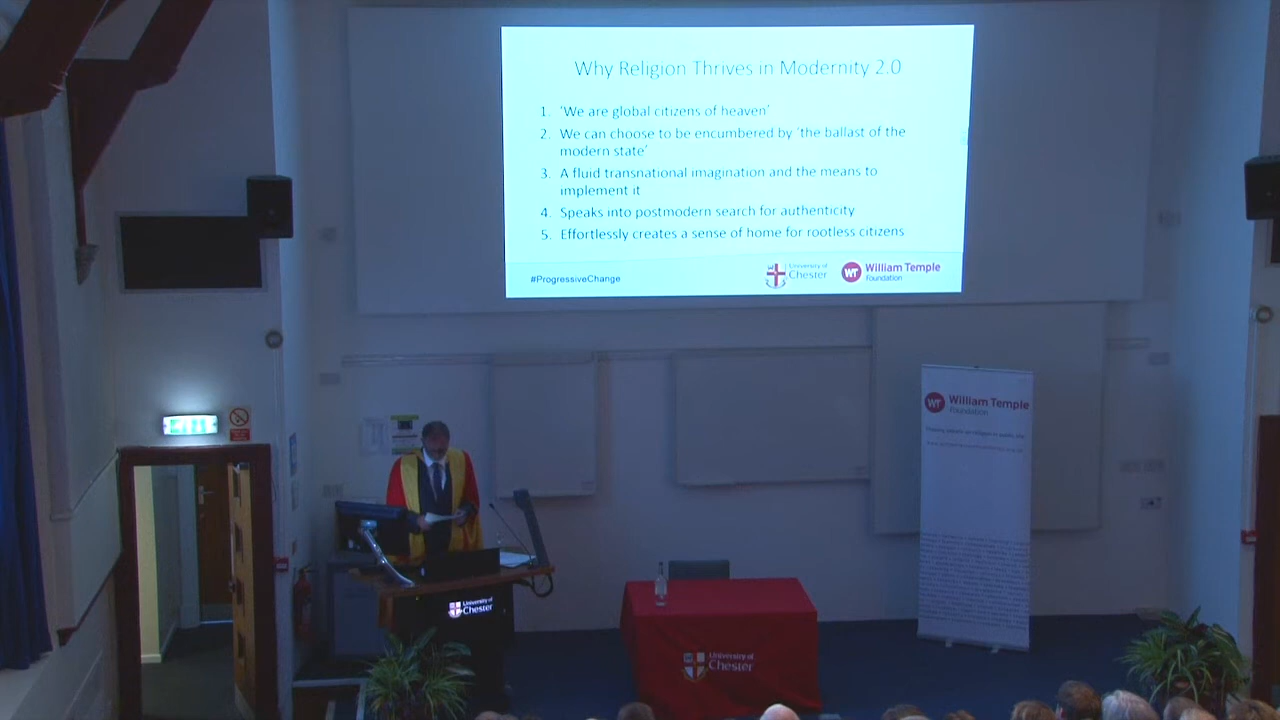 Why Religion Thrives in Modernity 2.0
1. 'We are global citizens of heaven'
2. We can choose to be encumbered by 'the ballast of the
modern state'
3. A fluid transnational imagination and the means to
implement it
4. Speaks into postmodern search for authenticity
5. Effortlessly creates a sense of home for rootless citizens
#ProgressiveChange
University of
Chester
WT William Temple
Foundation
WT William Temple
Foundation
University of
Chester
University of
Chester